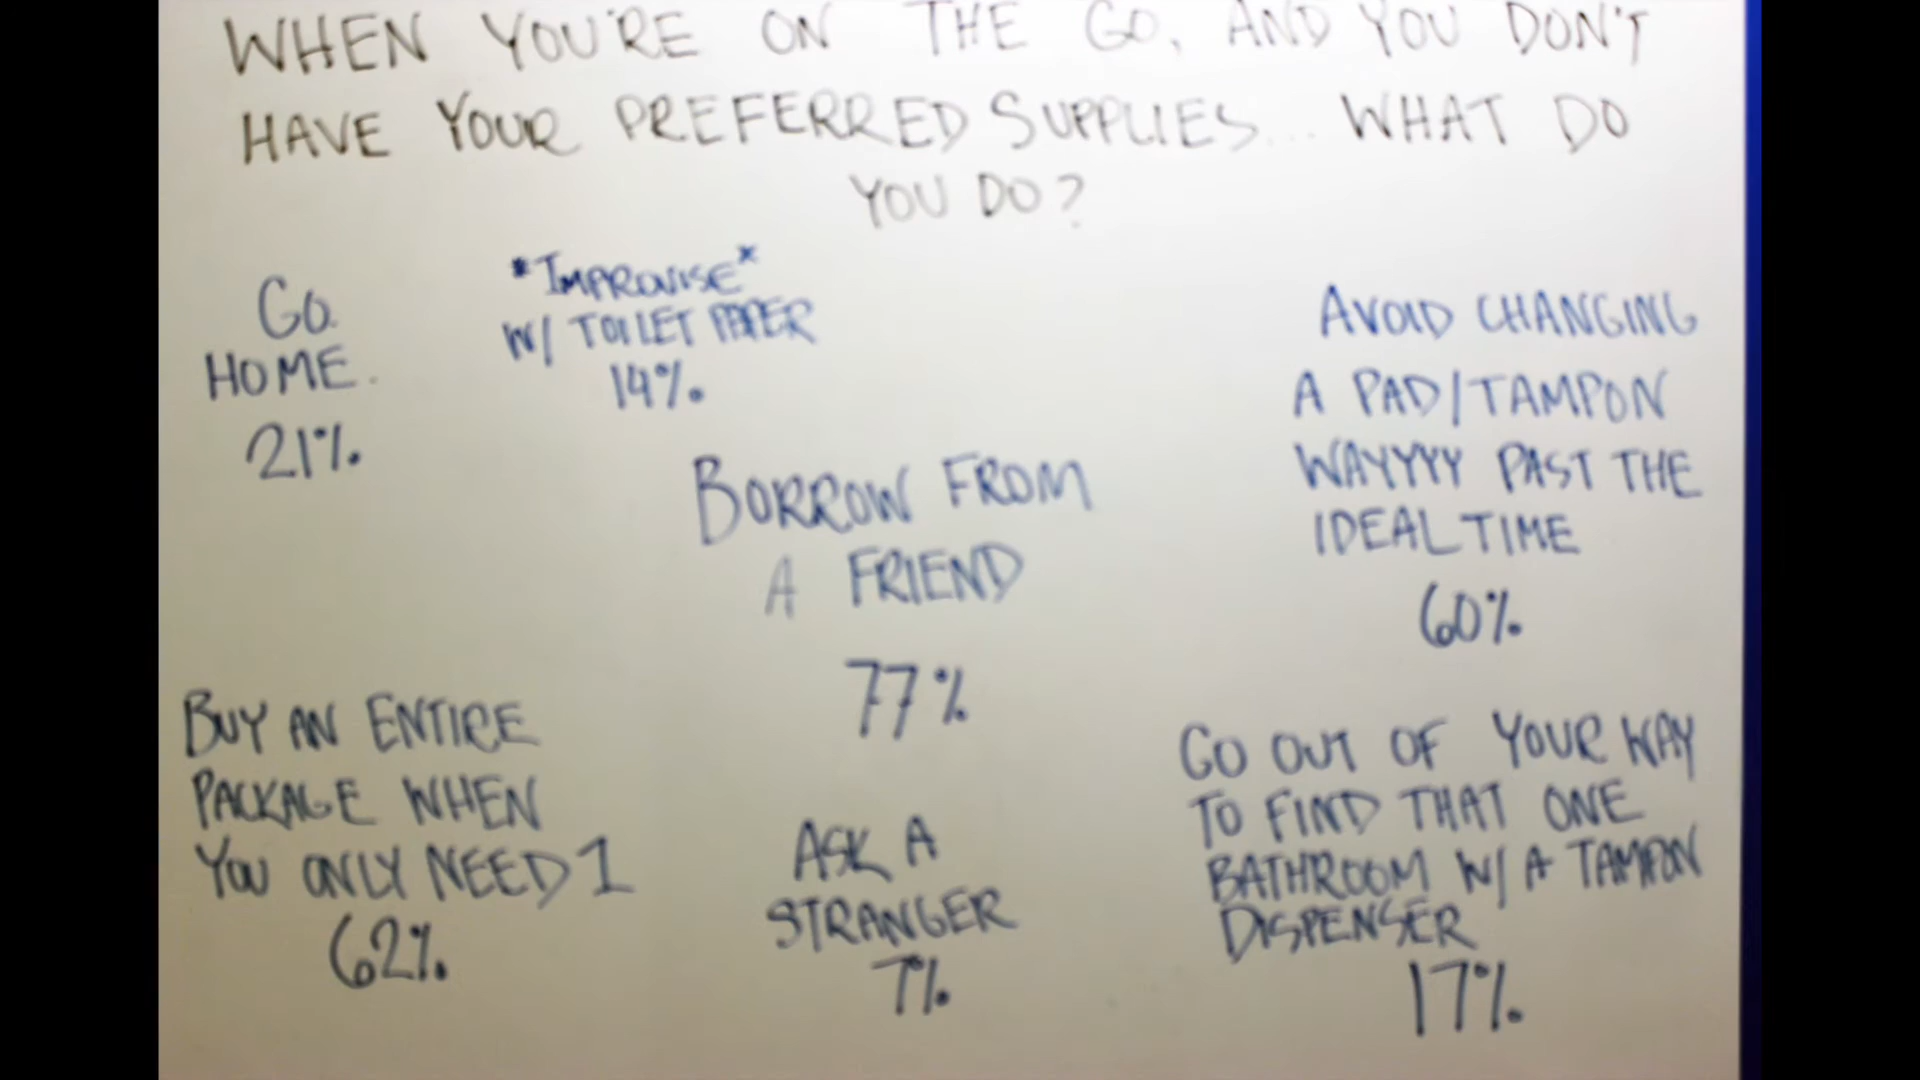 WHEN YOU'RE ON THE GO, AND YOU DON'T
HAVE YOUR PREFERRED SUPPLIES... WHAT DO
YOU DO?
GO
HOME
21%
*IMPROVISE*
W/ TOILET PAPER
14%
AVOID CHANGING
A PAD/TAMPON
WAYYYY PAST THE
IDEAL TIME
60%
BORROW FROM
A FRIEND
77%
BUY AN ENTIRE
PACKAGE WHEN
YOU ONLY NEED 1
62%
ASK A
STRANGER
7%
GO OUT OF YOUR WAY
TO FIND THAT ONE
BATHROOM W/ A TAMPON
DISPENSER
17%